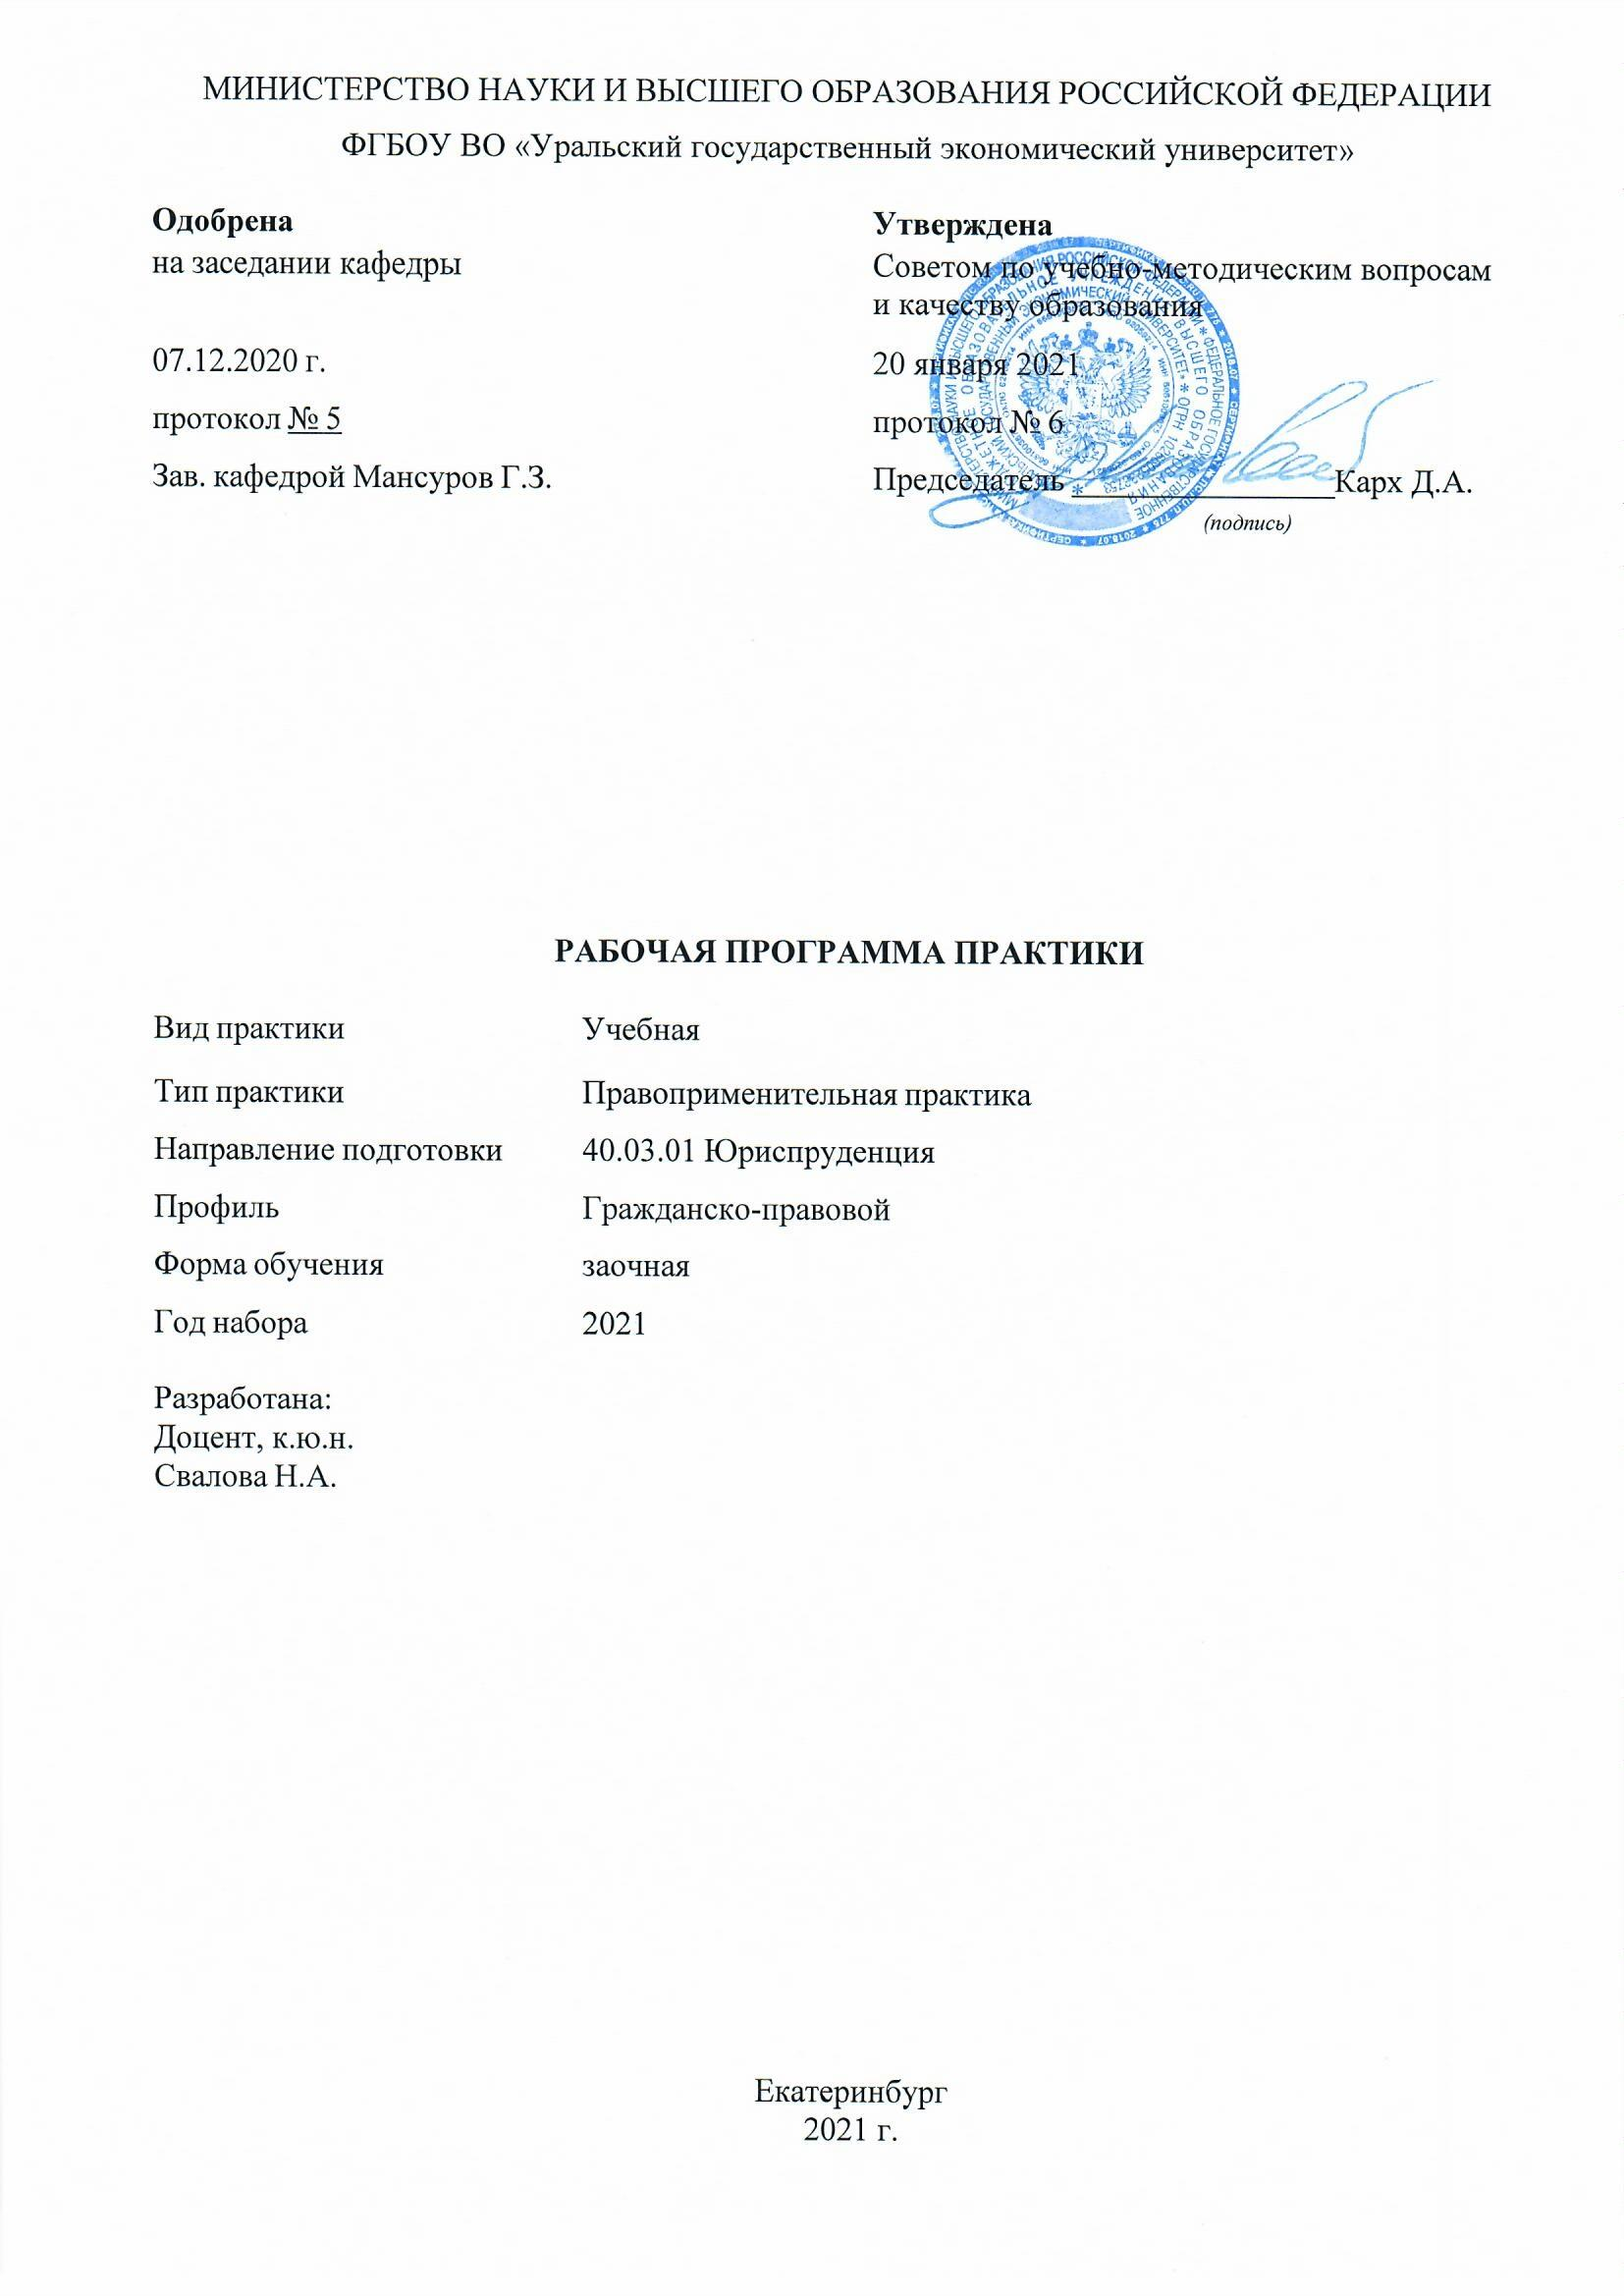 МИНИСТЕРСТВО НАУКИ И ВЫСШЕГО ОБРАЗОВАНИЯ РОССИЙСКОЙ ФЕДЕРАЦИИ
ФГБОУ ВО «Уральский государственный экономический университет»
Одобрена
на заседании кафедры
07.12.2020 г.
протокол № 5
Зав. кафедрой Мансуров Г.З.
Утверждена
Советом по учебно-методическим вопросам
и качеству образования
20 января 2021
протокол № 6
Председатель ________________Карх Д.А.
(подпись)
РАБОЧАЯ ПРОГРАММА ПРАКТИКИ
Вид практики Учебная
Тип практики Правоприменительная практика
Направление подготовки 40.03.01 Юриспруденция
Профиль Гражданско-правовой
Форма обучения заочная
Год набора 2021
Разработана:
Доцент, к.ю.н.
Свалова Н.А.
Екатеринбург
2021 г.